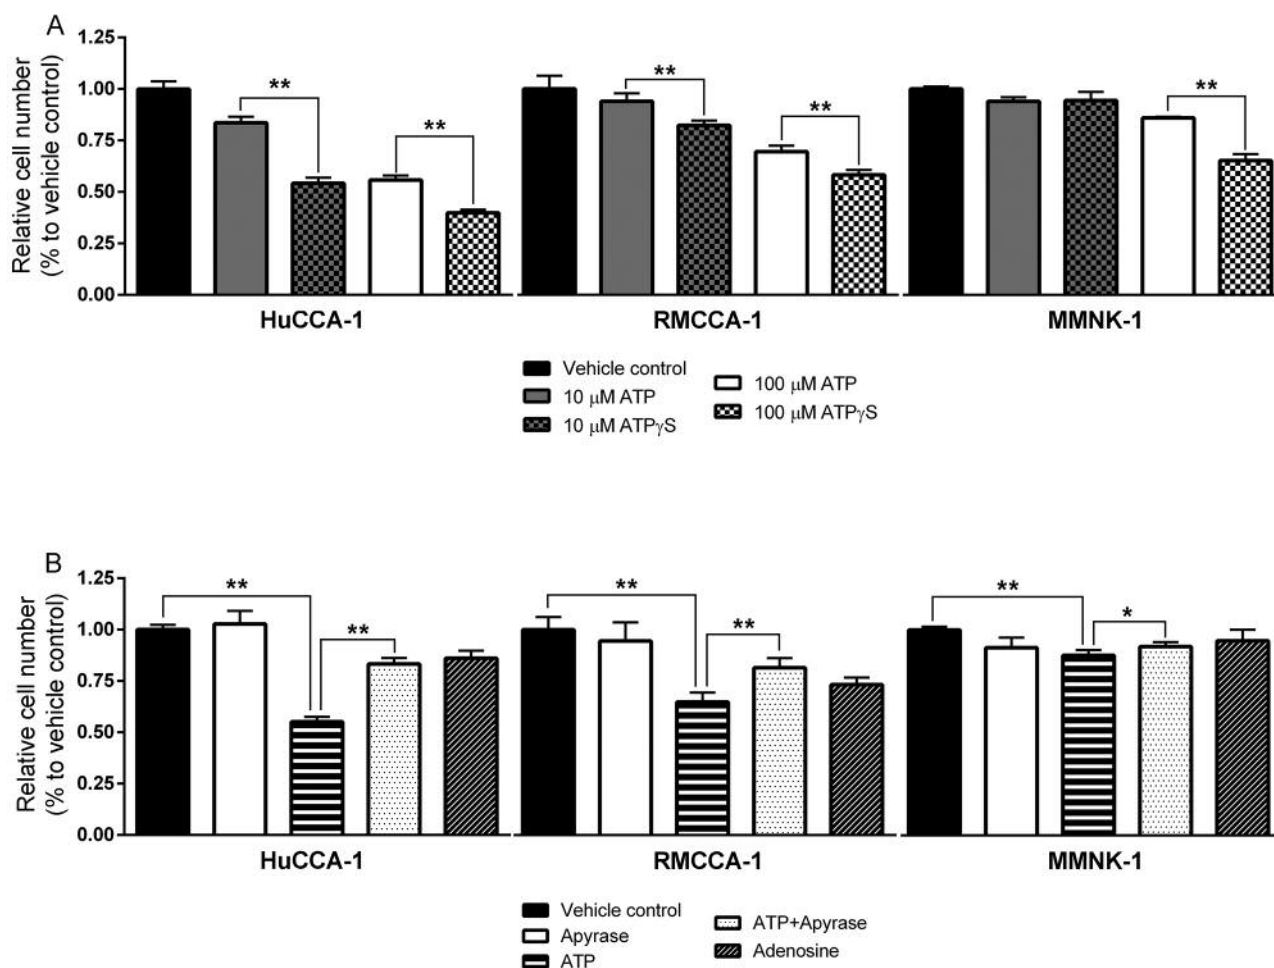 A
Relative cell number
(% to vehicle control)
1.25
1.00
0.75
0.50
0.25
0.00
** ** ** ** **
HuCCA-1 RMCCA-1 MMNK-1
Vehicle control
10 µM ATP
10 µM ATPγS
100 µM ATP
100 µM ATPγS
B
Relative cell number
(% to vehicle control)
1.25
1.00
0.75
0.50
0.25
0.00
** ** ** ** ** *
HuCCA-1 RMCCA-1 MMNK-1
Vehicle control
Apyrase
ATP
ATP+Apyrase
Adenosine